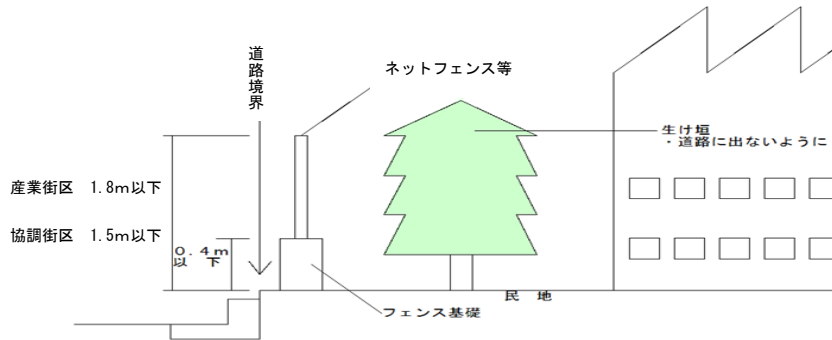 道路境界
ネットフェンス等
生け垣
・道路に出ないように
産業街区 1.8m以下
協調街区 1.5m以下
0.4m
以 下
民 地
フェンス基礎